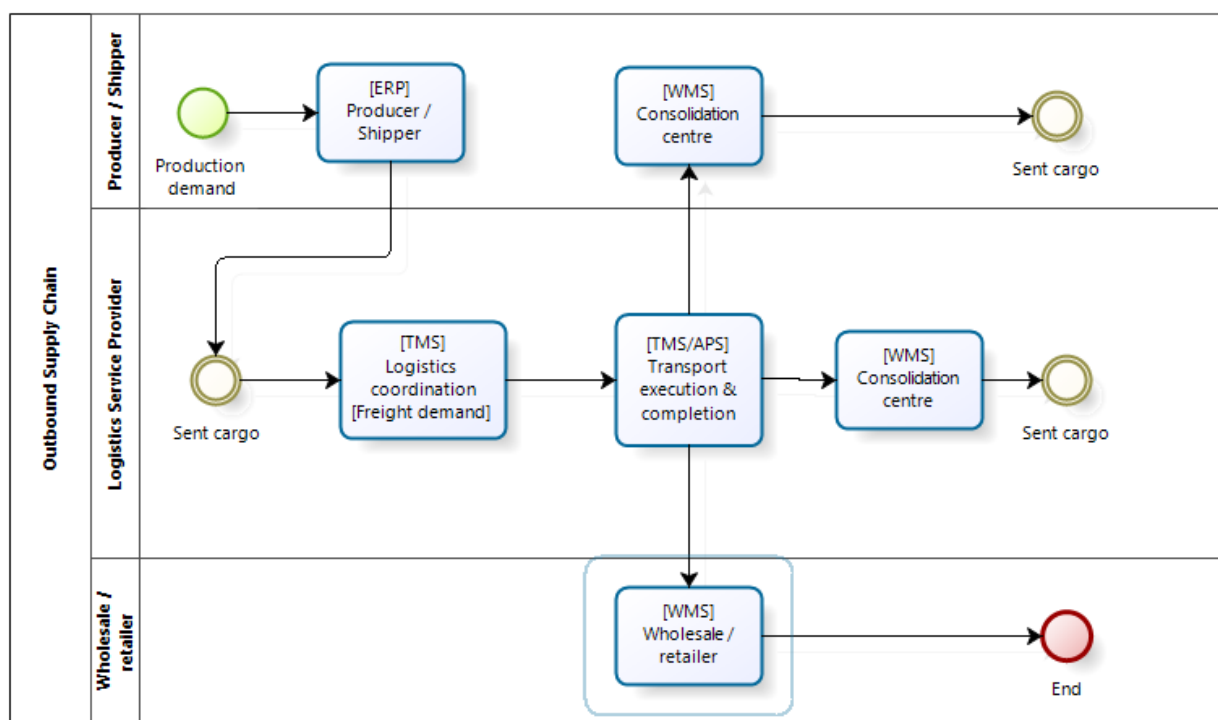 Outbound Supply Chain
Producer / Shipper
Production
demand
[ERP]
Producer /
Shipper
[WMS]
Consolidation
centre
Sent cargo
Logistics Service Provider
Sent cargo
[TMS]
Logistics
coordination
[Freight demand]
[TMS/APS]
Transport
execution &
completion
[WMS]
Consolidation
centre
Sent cargo
Wholesale /
retailer
[WMS]
Wholesale /
retailer
End